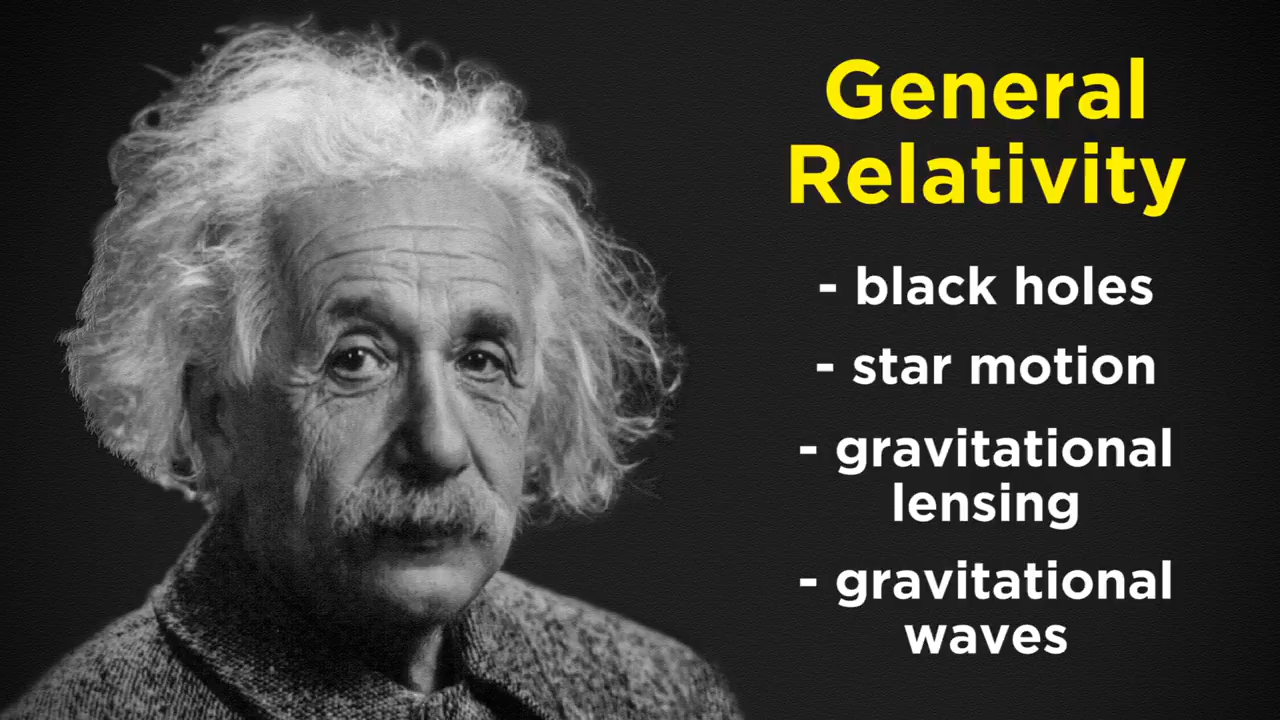 General
Relativity
- black holes
- star motion
- gravitational
lensing
- gravitational
waves